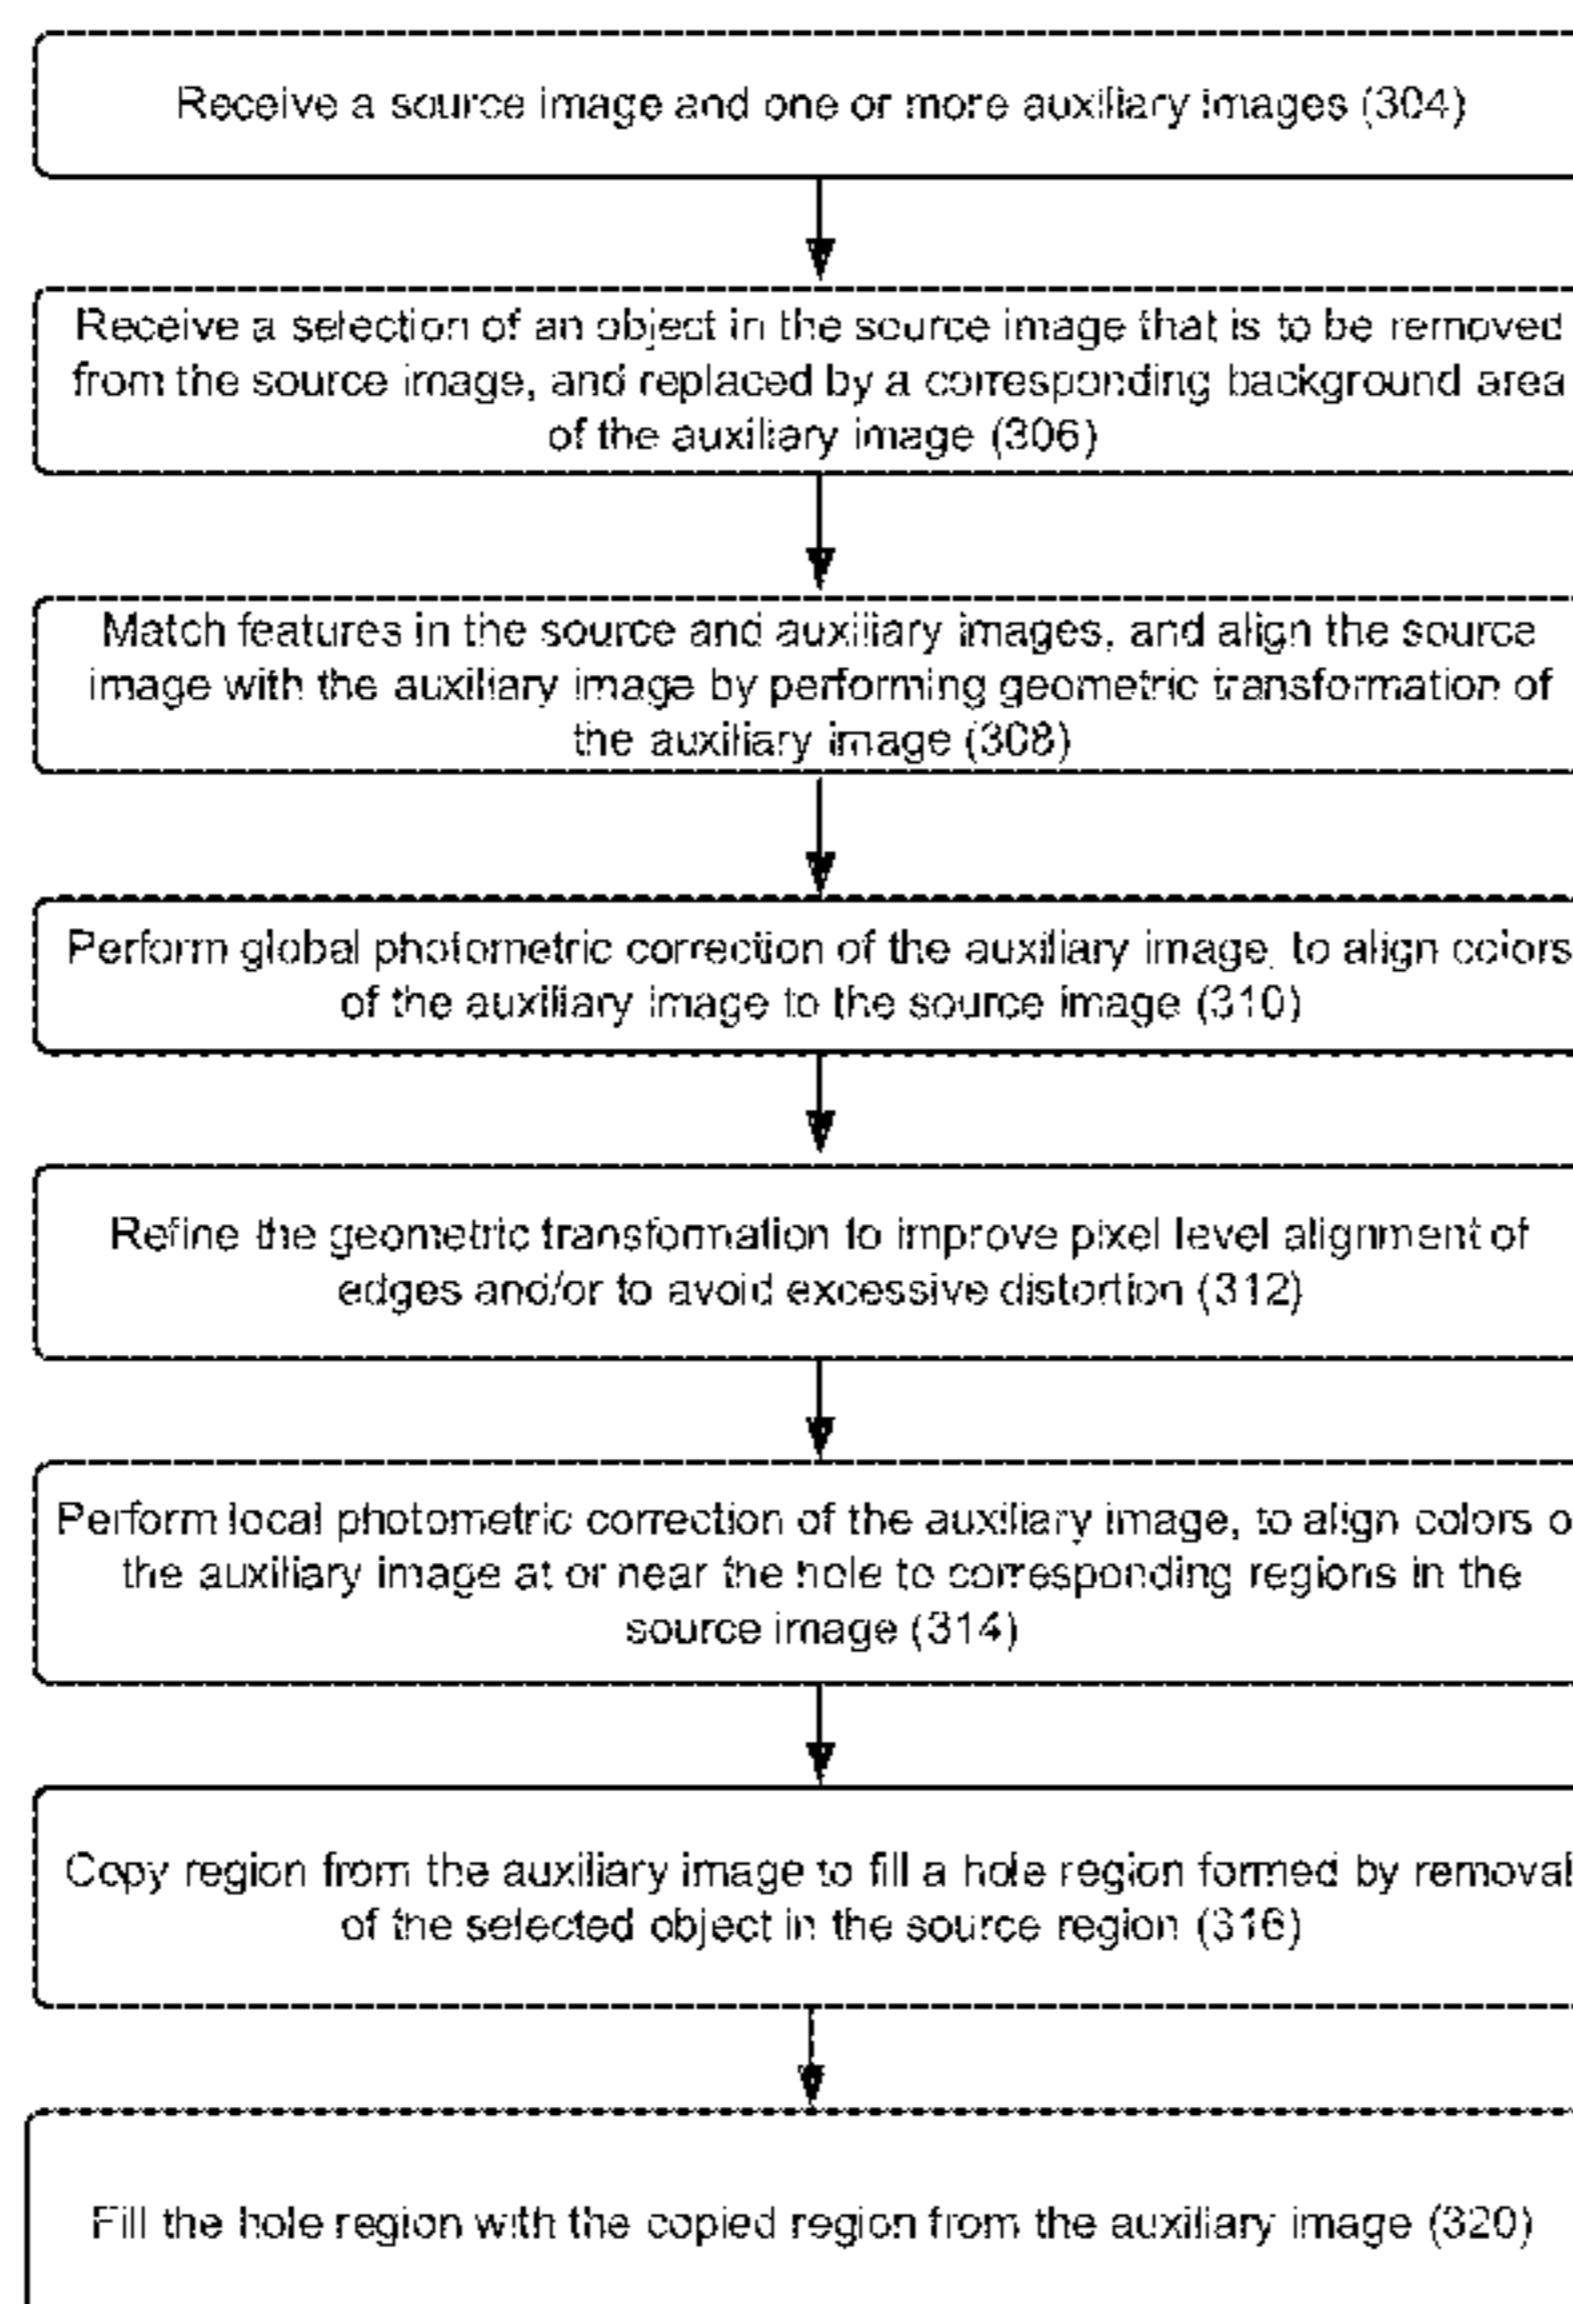 Receive a source image and one or more auxiliary images (304)
Receive a selection of an object in the source image that is to be removed
from the source image, and replaced by a corresponding background area
of the auxiliary image (306)
Match features in the source and auxiliary images, and align the source
image with the auxiliary image by performing geometric transformation of
the auxiliary image (308)
Perform global photometric correction of the auxiliary image, to align colors
of the auxiliary image to the source image (310)
Refine the geometric transformation to improve pixel level alignment of
edges and/or to avoid excessive distortion (312)
Perform local photometric correction of the auxiliary image, to align colors o
the auxiliary image at or near the hole to corresponding regions in the
source image (314)
Copy region from the auxiliary image to fill a hole region formed by removal
of the selected object in the source region (316)
Fill the hole region with the copied region from the auxiliary image (320)